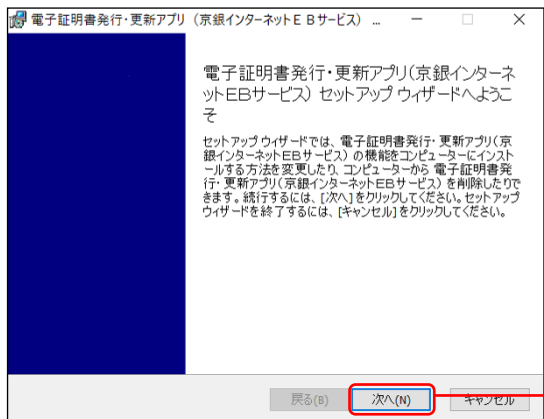 電子証明書発行・更新アプリ（京銀インターネットＥＢサービス） ...
電子証明書発行・更新アプリ(京銀インターネ
ットEBサービス) セットアップ ウィザードへようこ
そ
セットアップ ウィザードでは、電子証明書発行・更新アプリ(京
銀インターネットEBサービス) の機能をコンピューターにインスト
ールする方法を変更したり、コンピューターから 電子証明書発
行・更新アプリ(京銀インターネットEBサービス) を削除したりで
きます。続行するには、[次へ] をクリックしてください。セットアップ
ウィザードを終了するには、[キャンセル] をクリックしてください。
戻る(B) 次へ(N) キャンセル